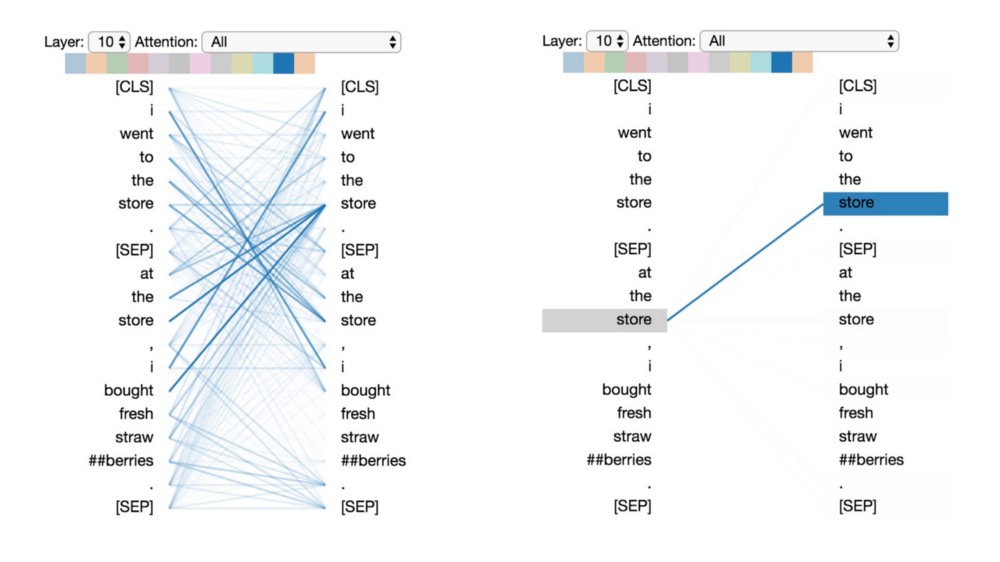 Layer: 10 Attention: All
[CLS] [CLS]
i i
went went
to to
the the
store store
. .
[SEP] [SEP]
at at
the the
store store
, ,
i i
bought bought
fresh fresh
straw straw
##berries ##berries
. .
[SEP] [SEP]
Layer: 10 Attention: All
[CLS] [CLS]
i i
went went
to to
the the
store store
. .
[SEP] [SEP]
at at
the the
store store
, ,
i i
bought bought
fresh fresh
straw straw
##berries ##berries
. .
[SEP] [SEP]